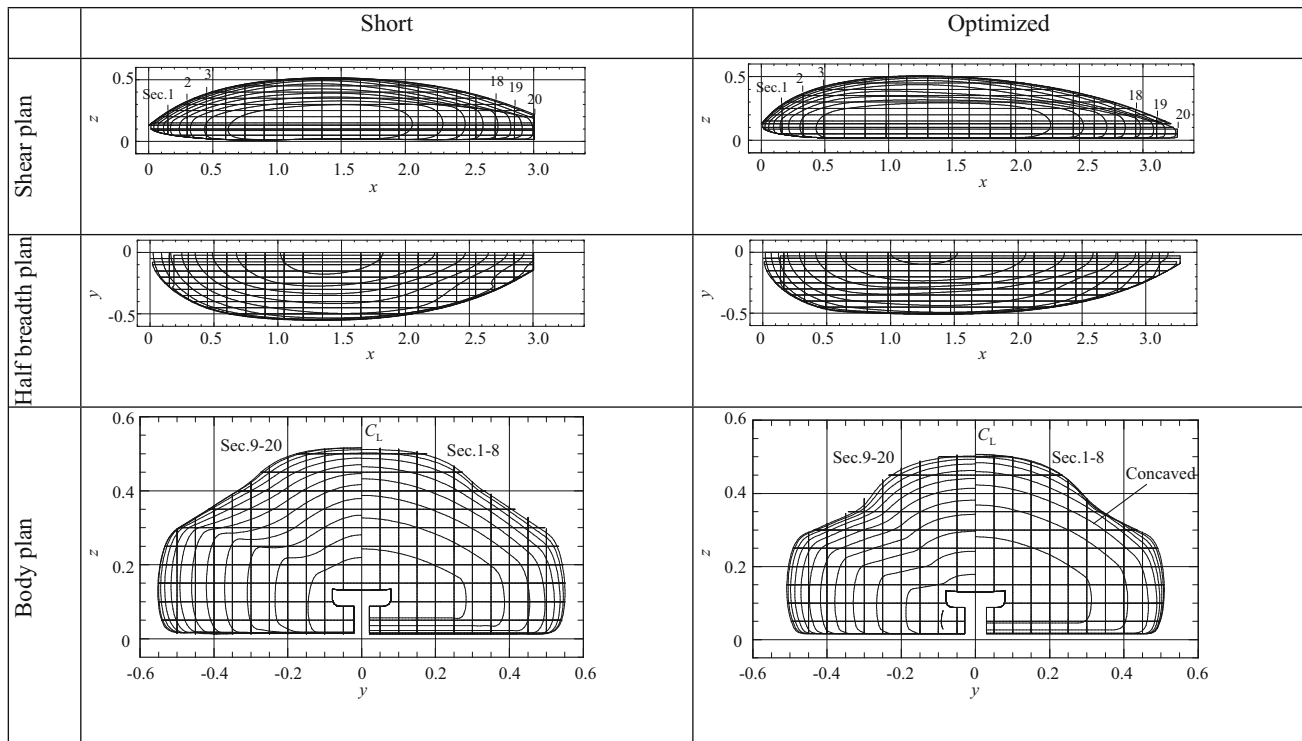 Short
Optimized
Shear plan
0.5
0
z
Sec.1
2
3
18
19
20
0
0.5
1.0
1.5
2.0
2.5
3.0
x
0.5
0
z
Sec.1
2
3
18
19
20
0
0.5
1.0
1.5
2.0
2.5
3.0
x
Half breadth plan
0
-0.5
y
0
0.5
1.0
1.5
2.0
2.5
3.0
x
0
-0.5
y
0
0.5
1.0
1.5
2.0
2.5
3.0
x
Body plan
0.6
0.4
0.2
0
z
Sec.9-20
CL
Sec.1-8
-0.6
-0.4
-0.2
0
0.2
0.4
0.6
y
0.6
0.4
0.2
0
z
Sec.9-20
CL
Sec.1-8
Concaved
-0.6
-0.4
-0.2
0
0.2
0.4
0.6
y